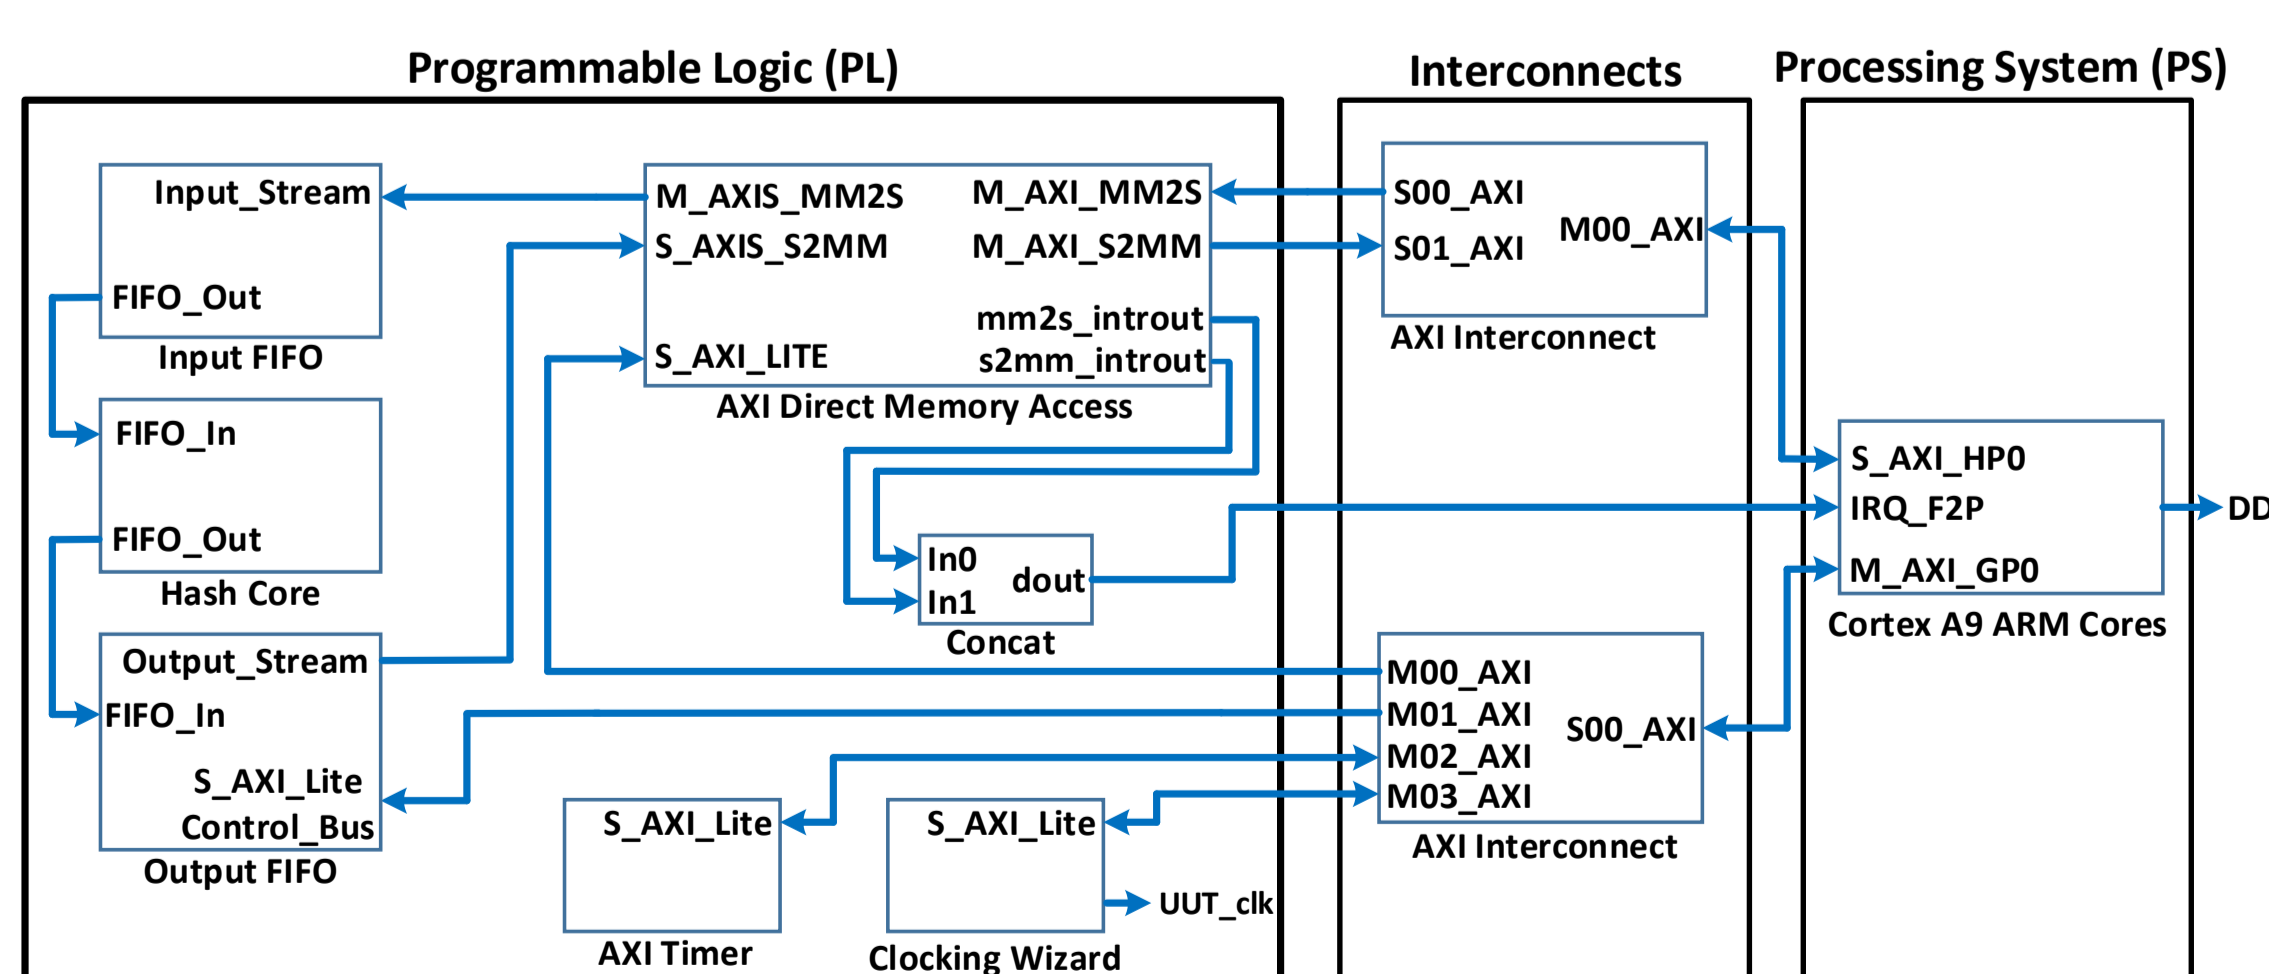 Programmable Logic (PL)
Interconnects
Processing System (PS)
Input_Stream
FIFO_Out
Input FIFO
FIFO_In
FIFO_Out
Hash Core
Output_Stream
FIFO_In
S_AXI_Lite
Control_Bus
Output FIFO
M_AXIS_MM2S
S_AXIS_S2MM
S_AXI_LITE
M_AXI_MM2S
M_AXI_S2MM
mm2s_introut
s2mm_introut
AXI Direct Memory Access
In0
In1
dout
Concat
S_AXI_Lite
AXI Timer
S_AXI_Lite
UUT_clk
Clocking Wizard
S00_AXI
S01_AXI
M00_AXI
AXI Interconnect
M00_AXI
M01_AXI
M02_AXI
M03_AXI
S00_AXI
AXI Interconnect
S_AXI_HP0
IRQ_F2P
M_AXI_GP0
Cortex A9 ARM Cores